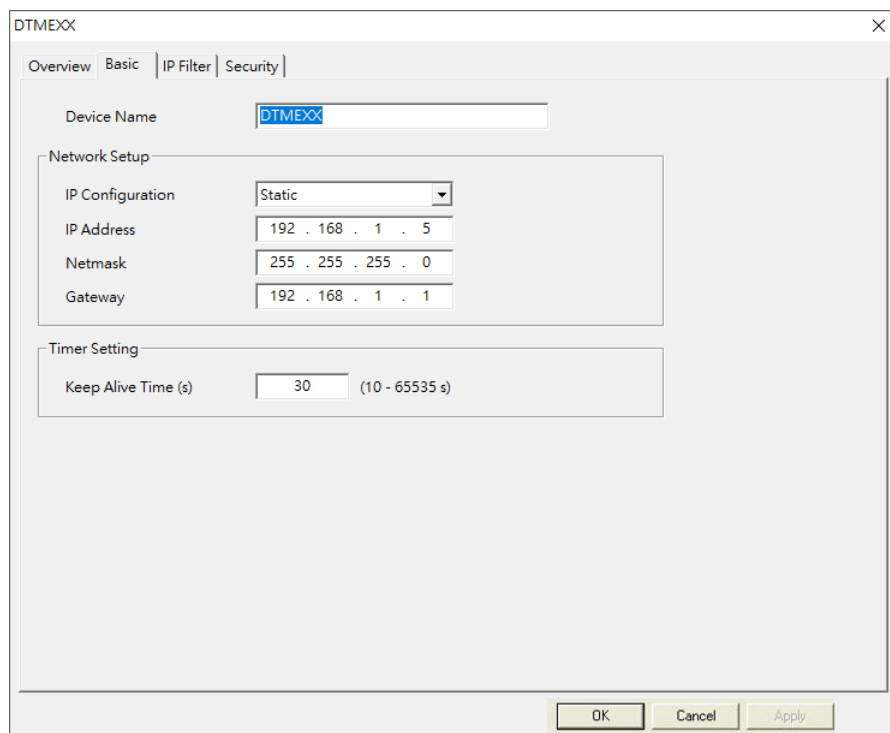 DTMEXX
Overview Basic IP Filter Security
Device Name DTMEXX
Network Setup
IP Configuration Static
IP Address 192 . 168 . 1 . 5
Netmask 255 . 255 . 255 . 0
Gateway 192 . 168 . 1 . 1
Timer Setting
Keep Alive Time (s) 30 (10 - 65535 s)
OK Cancel Apply